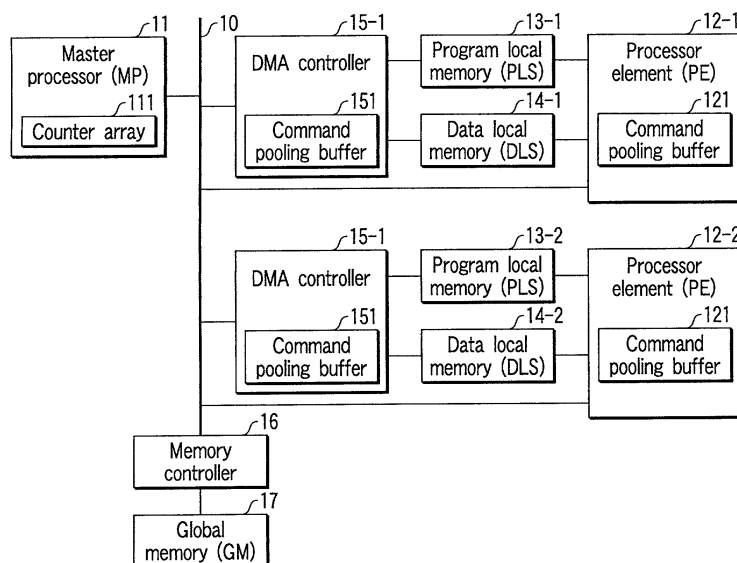 11
10
15-1
13-1
12-1
Master
processor (MP)
111
Counter array
DMA controller
151
Command
pooling buffer
Program local
memory (PLS)
14-1
Data local
memory (DLS)
Processor
element (PE)
121
Command
pooling buffer
15-1
13-2
12-2
DMA controller
151
Command
pooling buffer
Program local
memory (PLS)
14-2
Data local
memory (DLS)
Processor
element (PE)
121
Command
pooling buffer
16
Memory
controller
17
Global
memory (GM)